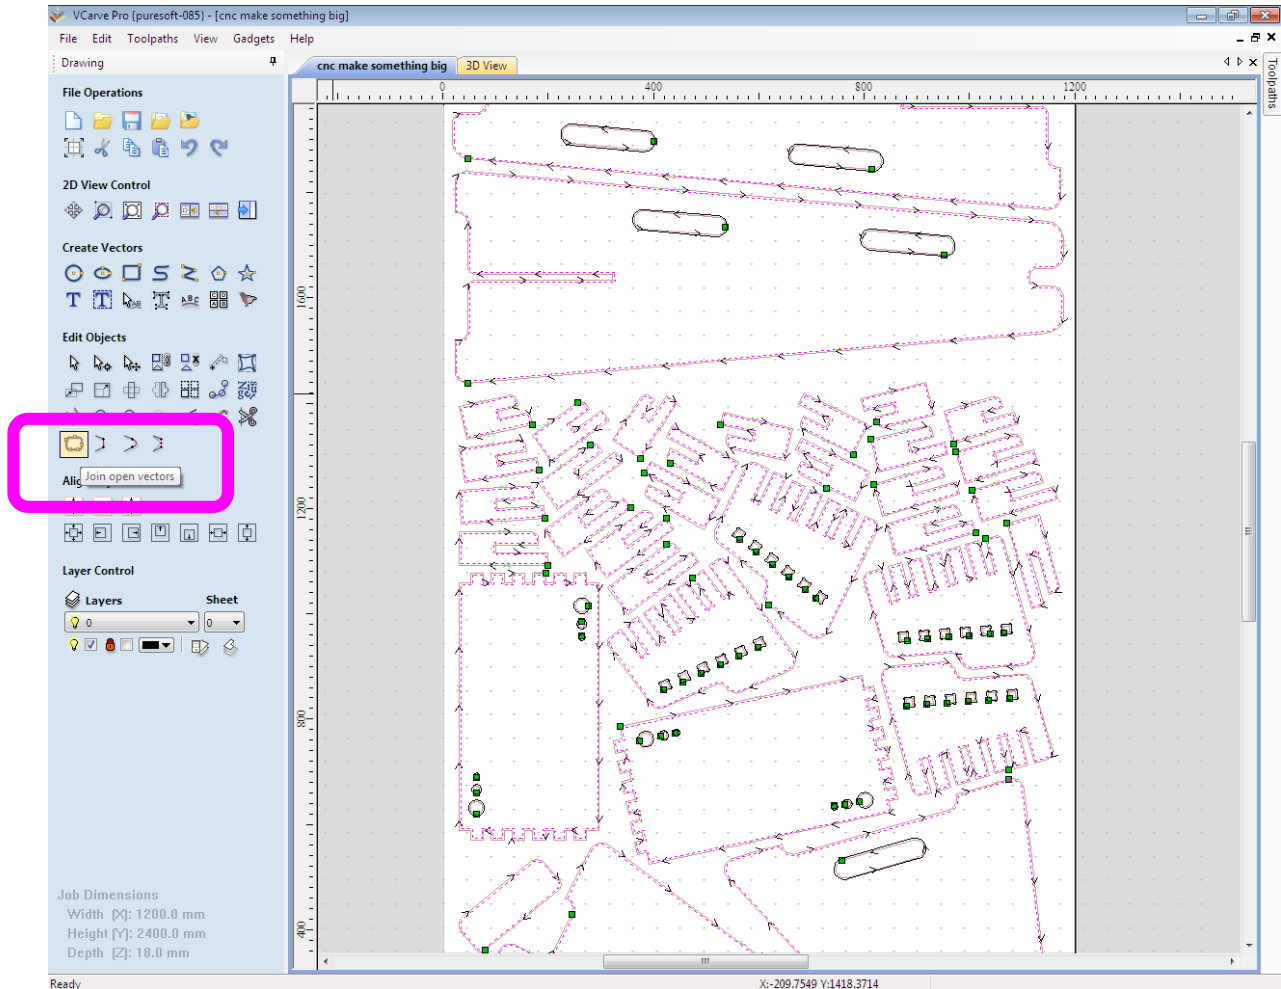 VCarve Pro {puresoft-085} - [cnc make something big]
File Edit Toolpaths View Gadgets Help
Drawing
cnc make something big 3D View
Toolpaths
File Operations
0 400 800 1200
2D View Control
Create Vectors
1600
Edit Objects
Join open vectors
1200
Layer Control
Layers Sheet
0 0
800
400
Job Dimensions
Width (X): 1200.0 mm
Height (Y): 2400.0 mm
Depth (Z): 18.0 mm
Ready X:-209.7549 Y:1418.3714